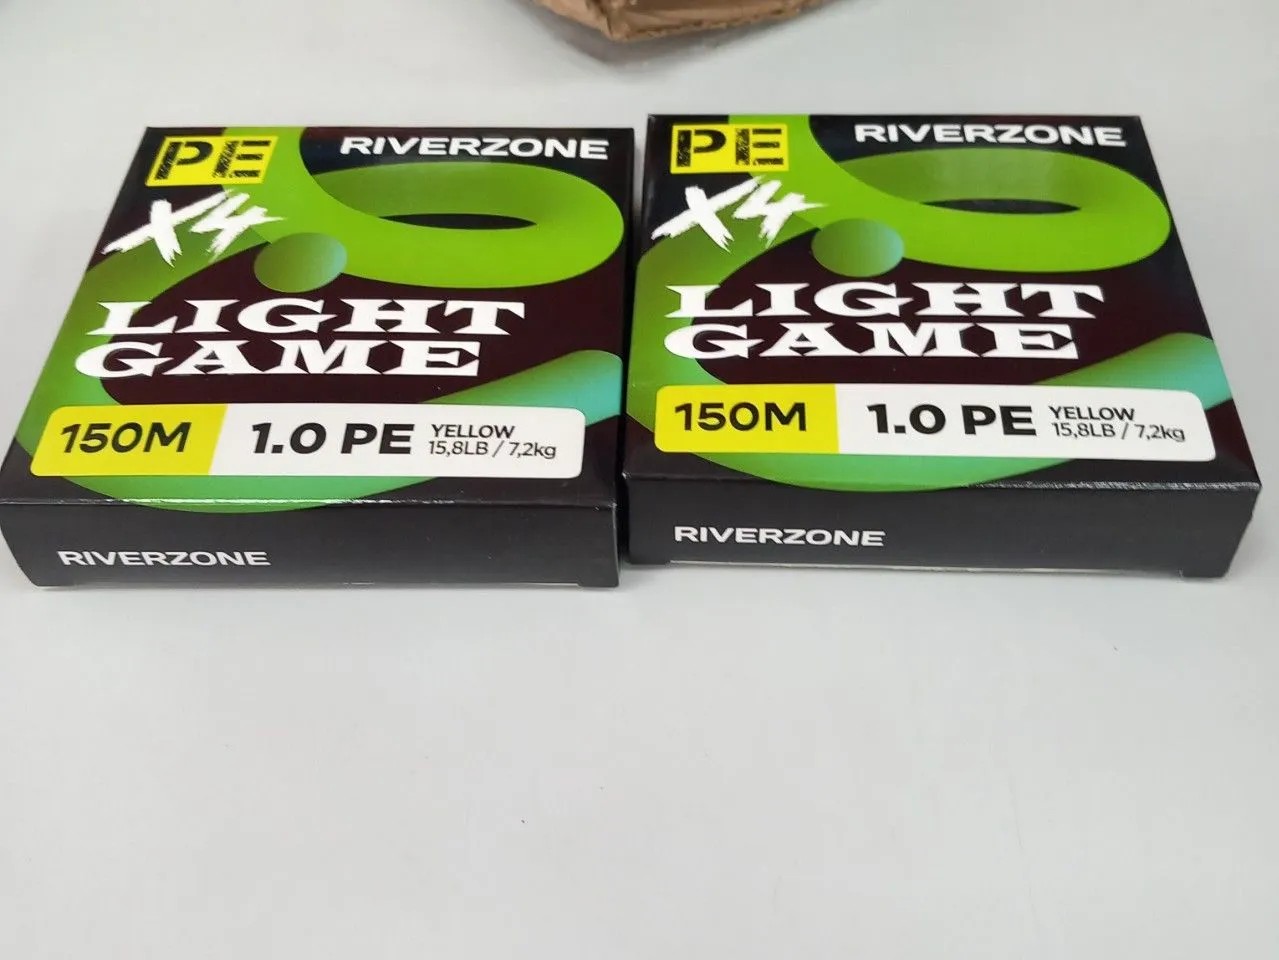 PE
RIVERZONE
X4
LIGHT
GAME
150M
1.0 PE
YELLOW
15,8LB / 7,2kg
RIVERZONE
PE
RIVERZONE
X4
LIGHT
GAME
150M
1.0 PE
YELLOW
15,8LB / 7,2kg
RIVERZONE